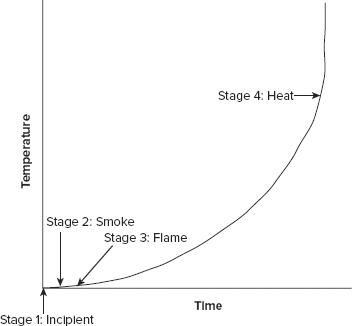 Stage 4: Heat
Temperature
Stage 2: Smoke
Stage 3: Flame
Time
Stage 1: Incipient